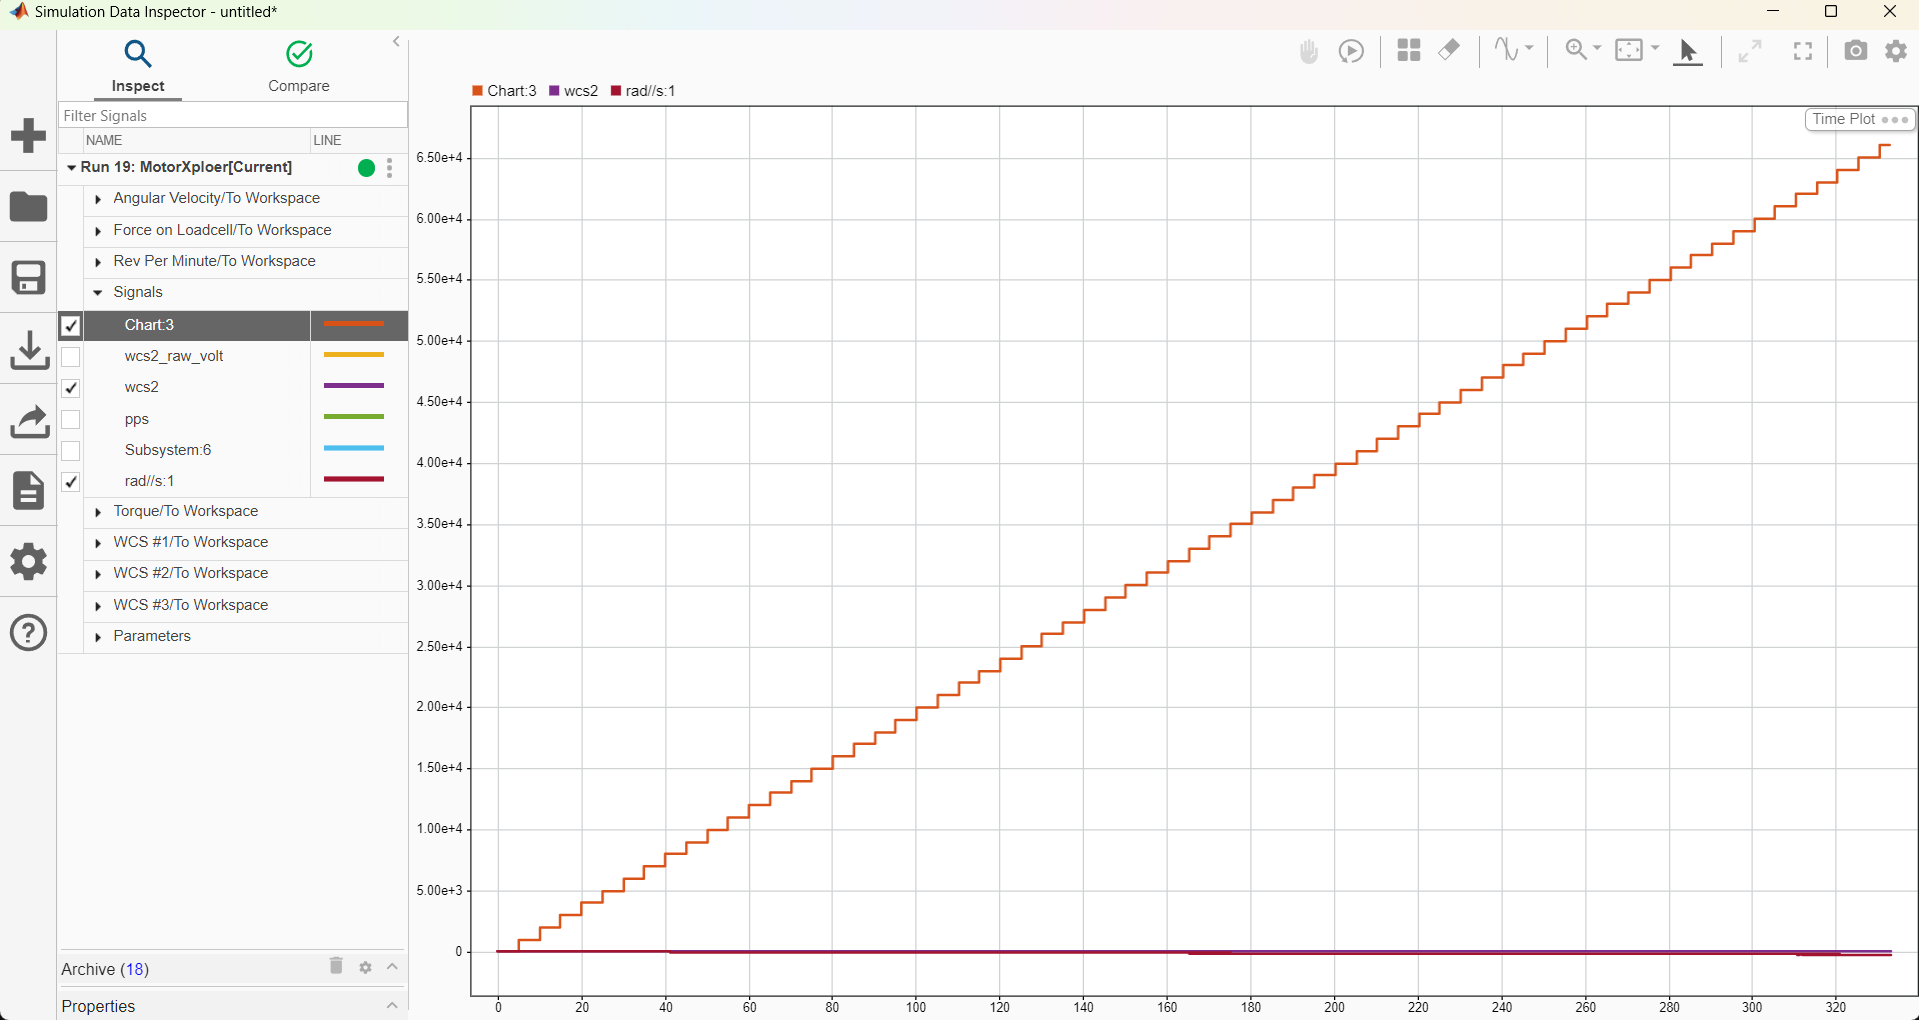 Simulation Data Inspector - untitled*
Inspect
Compare
Filter Signals
NAME
LINE
Run 19: MotorXploer[Current]
Angular Velocity/To Workspace
Force on Loadcell/To Workspace
Rev Per Minute/To Workspace
Signals
Chart:3
wcs2_raw_volt
wcs2
pps
Subsystem:6
rad//s:1
Torque/To Workspace
WCS #1/To Workspace
WCS #2/To Workspace
WCS #3/To Workspace
Parameters
Archive (18)
Properties
Chart:3 wcs2 rad//s:1
Time Plot
6.50e+4
6.00e+4
5.50e+4
5.00e+4
4.50e+4
4.00e+4
3.50e+4
3.00e+4
2.50e+4
2.00e+4
1.50e+4
1.00e+4
5.00e+3
0
0 20 40 60 80 100 120 140 160 180 200 220 240 260 280 300 320